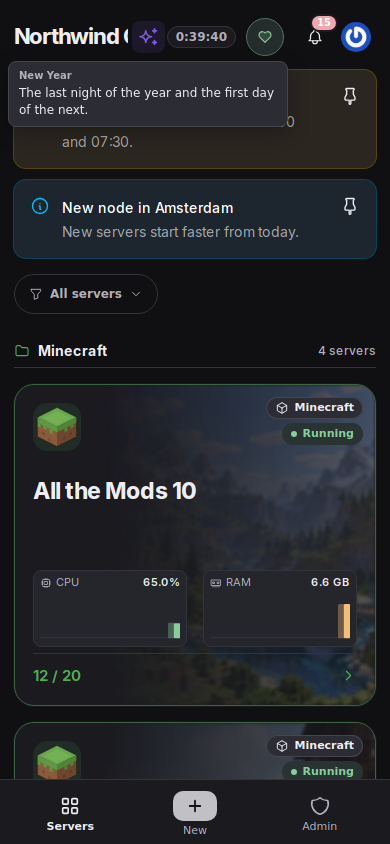 Northwind
0:39:40
15
New Year
The last night of the year and the first day
of the next.
and 07:30.
New node in Amsterdam
New servers start faster from today.
All servers
Minecraft
4 servers
Minecraft
Running
All the Mods 10
CPU
65.0%
RAM
6.6 GB
12 / 20
Minecraft
Running
Servers
New
Admin